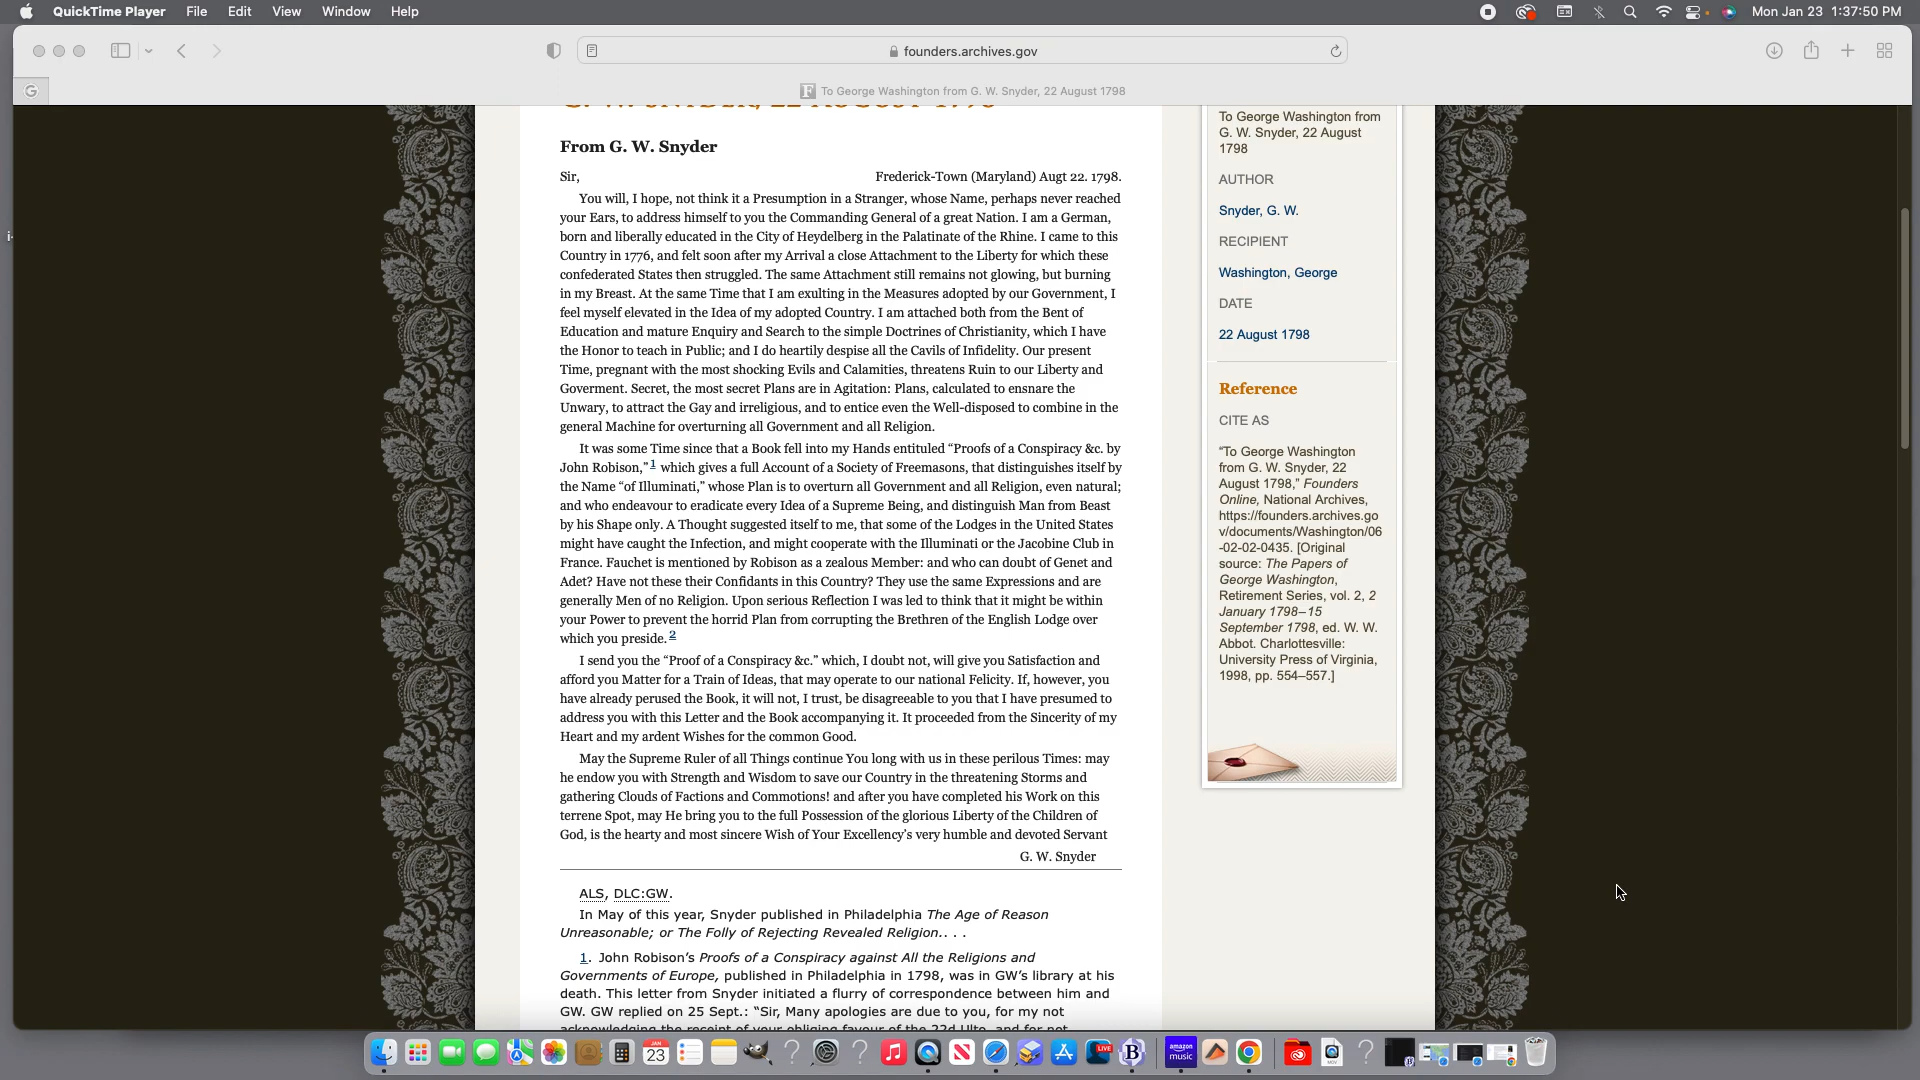 QuickTime Player File Edit View Window Help
Mon Jan 23 1:37:50 PM
founders.archives.gov
G
F To George Washington from G. W. Snyder, 22 August 1798
From G. W. Snyder
Sir, Frederick-Town (Maryland) Augt 22. 1798.
You will, I hope, not think it a Presumption in a Stranger, whose Name, perhaps never reached
your Ears, to address himself to you the Commanding General of a great Nation. I am a German,
born and liberally educated in the City of Heydelberg in the Palatinate of the Rhine. I came to this
Country in 1776, and felt soon after my Arrival a close Attachment to the Liberty for which these
confederated States then struggled. The same Attachment still remains not glowing, but burning
in my Breast. At the same Time that I am exulting in the Measures adopted by our Government, I
feel myself elevated in the Idea of my adopted Country. I am attached both from the Bent of
Education and mature Enquiry and Search to the simple Doctrines of Christianity, which I have
the Honor to teach in Public; and I do heartily despise all the Cavils of Infidelity. Our present
Time, pregnant with the most shocking Evils and Calamities, threatens Ruin to our Liberty and
Goverment. Secret, the most secret Plans are in Agitation: Plans, calculated to ensnare the
Unwary, to attract the Gay and irreligious, and to entice even the Well-disposed to combine in the
general Machine for overturning all Government and all Religion.
It was some Time since that a Book fell into my Hands entituled “Proofs of a Conspiracy &c. by
John Robison,”1 which gives a full Account of a Society of Freemasons, that distinguishes itself by
the Name “of Illuminati,” whose Plan is to overturn all Government and all Religion, even natural;
and who endeavour to eradicate every Idea of a Supreme Being, and distinguish Man from Beast
by his Shape only. A Thought suggested itself to me, that some of the Lodges in the United States
might have caught the Infection, and might cooperate with the Illuminati or the Jacobine Club in
France. Fauchet is mentioned by Robison as a zealous Member: and who can doubt of Genet and
Adet? Have not these their Confidants in this Country? They use the same Expressions and are
generally Men of no Religion. Upon serious Reflection I was led to think that it might be within
your Power to prevent the horrid Plan from corrupting the Brethren of the English Lodge over
which you preside.2
I send you the “Proof of a Conspiracy &c.” which, I doubt not, will give you Satisfaction and
afford you Matter for a Train of Ideas, that may operate to our national Felicity. If, however, you
have already perused the Book, it will not, I trust, be disagreeable to you that I have presumed to
address you with this Letter and the Book accompanying it. It proceeded from the Sincerity of my
Heart and my ardent Wishes for the common Good.
May the Supreme Ruler of all Things continue You long with us in these perilous Times: may
he endow you with Strength and Wisdom to save our Country in the threatening Storms and
gathering Clouds of Factions and Commotions! and after you have completed his Work on this
terrene Spot, may He bring you to the full Possession of the glorious Liberty of the Children of
God, is the hearty and most sincere Wish of Your Excellency’s very humble and devoted Servant
G. W. Snyder
ALS, DLC:GW.
In May of this year, Snyder published in Philadelphia The Age of Reason
Unreasonable; or The Folly of Rejecting Revealed Religion. . . .
1. John Robison’s Proofs of a Conspiracy against All the Religions and
Governments of Europe, published in Philadelphia in 1798, was in GW’s library at his
death. This letter from Snyder initiated a flurry of correspondence between him and
GW. GW replied on 25 Sept.: “Sir, Many apologies are due to you, for my not
acknowledging the receipt of your obliging favour of the 22d Ulto, and for not
To George Washington from
G. W. Snyder, 22 August
1798
AUTHOR
Snyder, G. W.
RECIPIENT
Washington, George
DATE
22 August 1798
Reference
CITE AS
“To George Washington
from G. W. Snyder, 22
August 1798,” Founders
Online, National Archives,
https://founders.archives.go
v/documents/Washington/06
-02-02-0435. [Original
source: The Papers of
George Washington,
Retirement Series, vol. 2, 2
January 1798–15
September 1798, ed. W. W.
Abbot. Charlottesville:
University Press of Virginia,
1998, pp. 554–557.]
JAN
23
LIVE
B
amazon
music